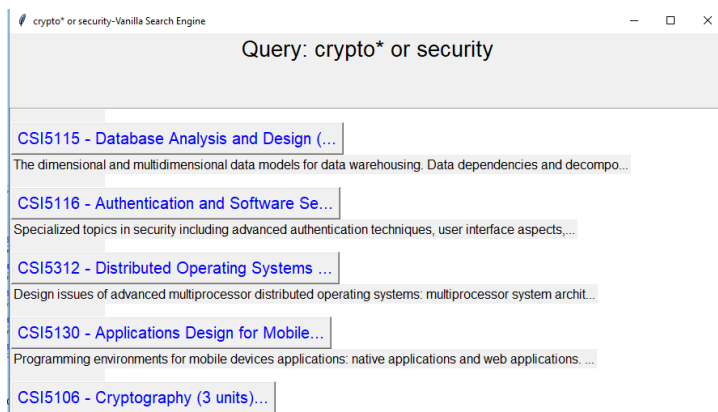 crypto* or security-Vanilla Search Engine
Query: crypto* or security
CSI5115 - Database Analysis and Design (...
The dimensional and multidimensional data models for data warehousing. Data dependencies and decompo...
CSI5116 - Authentication and Software Se...
Specialized topics in security including advanced authentication techniques, user interface aspects,...
CSI5312 - Distributed Operating Systems ...
Design issues of advanced multiprocessor distributed operating systems: multiprocessor system archit...
CSI5130 - Applications Design for Mobile...
Programming environments for mobile devices applications: native applications and web applications. ...
CSI5106 - Cryptography (3 units)...